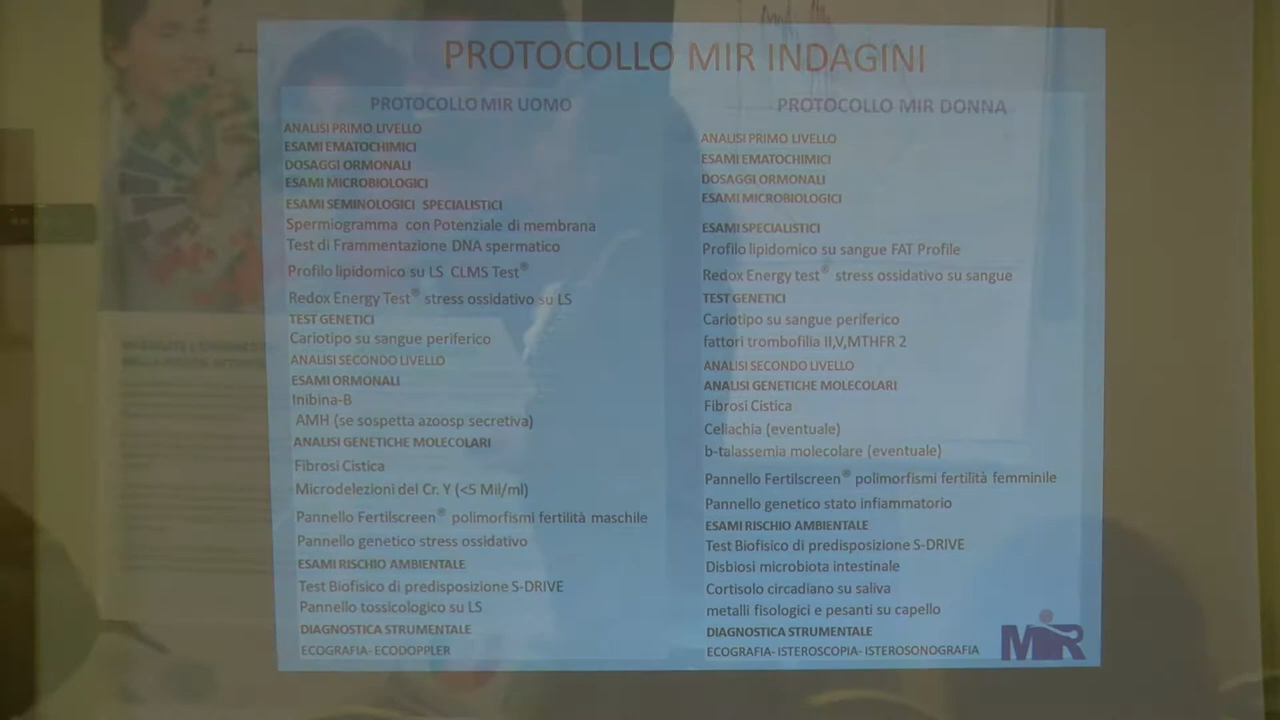 PROTOCOLLO MIR INDAGINI
PROTOCOLLO MIR UOMO
ANALISI PRIMO LIVELLO
ESAMI EMATOCHIMICI
DOSAGGI ORMONALI
ESAMI MICROBIOLOGICI
ESAMI SEMINOLOGICI SPECIALISTICI
Spermiogramma con Potenziale di membrana
Test di Frammentazione DNA spermatico
Profilo lipidomico su LS CLMS Test®
Redox Energy Test® stress ossidativo su LS
TEST GENETICI
Cariotipo su sangue periferico
ANALISI SECONDO LIVELLO
ESAMI ORMONALI
Inibina-B
AMH (se sospetta azoosp secretiva)
ANALISI GENETICHE MOLECOLARI
Fibrosi Cistica
Microdelezioni del Cr. Y (<5 Mil/ml)
Pannello Fertilscreen® polimorfismi fertilità maschile
Pannello genetico stress ossidativo
ESAMI RISCHIO AMBIENTALE
Test Biofisico di predisposizione S-DRIVE
Pannello tossicologico su LS
DIAGNOSTICA STRUMENTALE
ECOGRAFIA- ECODOPPLER
PROTOCOLLO MIR DONNA
ANALISI PRIMO LIVELLO
ESAMI EMATOCHIMICI
DOSAGGI ORMONALI
ESAMI MICROBIOLOGICI
ESAMI SPECIALISTICI
Profilo lipidomico su sangue FAT Profile
Redox Energy test® stress ossidativo su sangue
TEST GENETICI
Cariotipo su sangue periferico
fattori trombofilia II,V,MTHFR 2
ANALISI SECONDO LIVELLO
ANALISI GENETICHE MOLECOLARI
Fibrosi Cistica
Celiachia (eventuale)
b-talassemia molecolare (eventuale)
Pannello Fertilscreen® polimorfismi fertilità femminile
Pannello genetico stato infiammatorio
ESAMI RISCHIO AMBIENTALE
Test Biofisico di predisposizione S-DRIVE
Disbiosi microbiota intestinale
Cortisolo circadiano su saliva
metalli fisologici e pesanti su capello
DIAGNOSTICA STRUMENTALE
ECOGRAFIA- ISTEROSCOPIA- ISTEROSONOGRAFIA
MiR